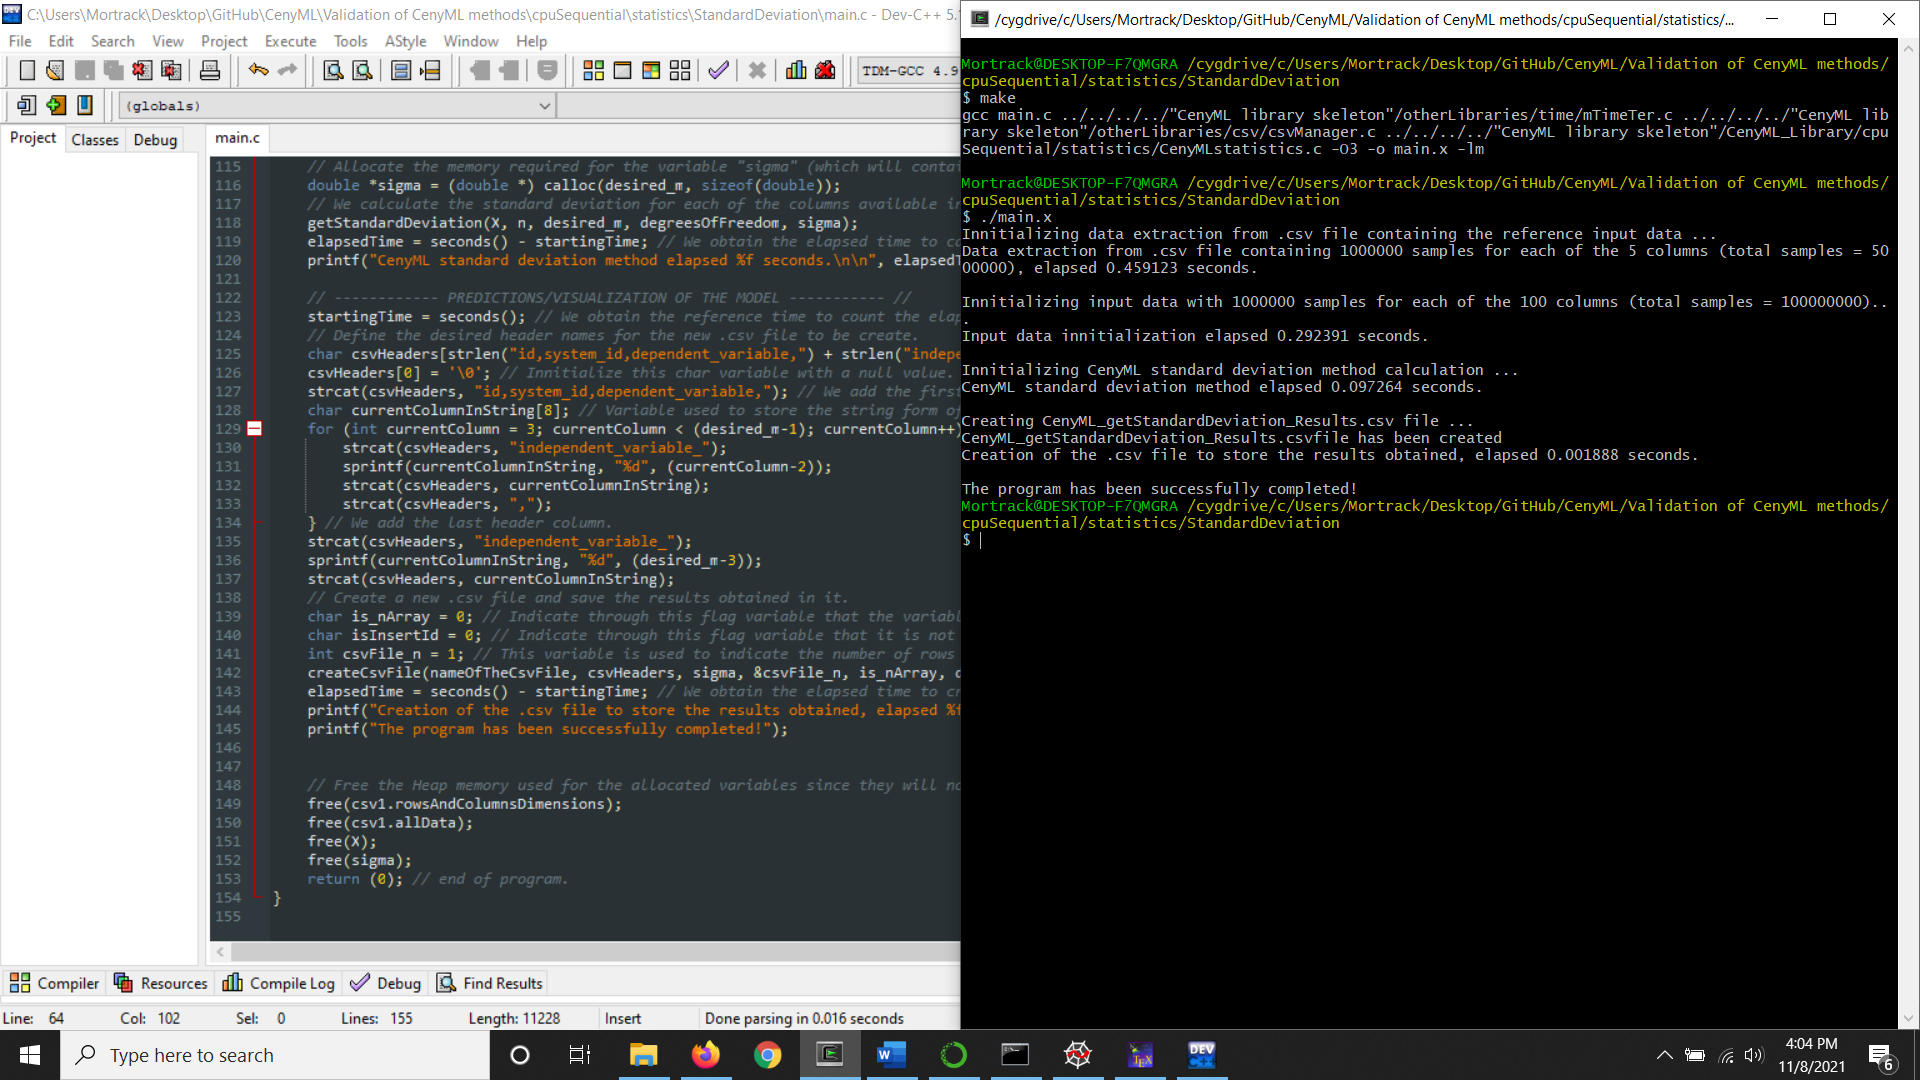 C:\Users\Mortrack\Desktop\GitHub\CenyML\Validation of CenyML methods\cpuSequential\statistics\StandardDeviation\main.c - Dev-C++ 5.
File Edit Search View Project Execute Tools AStyle Window Help
TDM-GCC 4.9
(globals)
Project Classes Debug
main.c
115 // Allocate the memory required for the variable "sigma" (which will contai
116 double *sigma = (double *) calloc(desired_m, sizeof(double));
117 // We calculate the standard deviation for each of the columns available in
118 getStandardDeviation(X, n, desired_m, degreesOfFreedom, sigma);
119 elapsedTime = seconds() - startingTime; // We obtain the elapsed time to ca
120 printf("CenyML standard deviation method elapsed %f seconds.\n\n", elapsedT
121
122 // ------------ PREDICTIONS/VISUALIZATION OF THE MODEL ----------- //
123 startingTime = seconds(); // We obtain the reference time to count the elap
124 // Define the desired header names for the new .csv file to be create.
125 char csvHeaders[strlen("id,system_id,dependent_variable,") + strlen("indepe
126 csvHeaders[0] = '\0'; // Innitialize this char variable with a null value.
127 strcat(csvHeaders, "id,system_id,dependent_variable,"); // We add the first
128 char currentColumnInString[8]; // Variable used to store the string form of
129 for (int currentColumn = 3; currentColumn < (desired_m-1); currentColumn++)
130 strcat(csvHeaders, "independent_variable_");
131 sprintf(currentColumnInString, "%d", (currentColumn-2));
132 strcat(csvHeaders, currentColumnInString);
133 strcat(csvHeaders, ",");
134 } // We add the last header column.
135 strcat(csvHeaders, "independent_variable_");
136 sprintf(currentColumnInString, "%d", (desired_m-3));
137 strcat(csvHeaders, currentColumnInString);
138 // Create a new .csv file and save the results obtained in it.
139 char is_nArray = 0; // Indicate through this flag variable that the variabl
140 char isInsertId = 0; // Indicate through this flag variable that it is not
141 int csvFile_n = 1; // This variable is used to indicate the number of rows
142 createCsvFile(nameOfTheCsvFile, csvHeaders, sigma, &csvFile_n, is_nArray, d
143 elapsedTime = seconds() - startingTime; // We obtain the elapsed time to cr
144 printf("Creation of the .csv file to store the results obtained, elapsed %f
145 printf("The program has been successfully completed!");
146
147
148 // Free the Heap memory used for the allocated variables since they will no
149 free(csv1.rowsAndColumnsDimensions);
150 free(csv1.allData);
151 free(X);
152 free(sigma);
153 return (0); // end of program.
154 }
155
Compiler Resources Compile Log Debug Find Results
Line: 64 Col: 102 Sel: 0 Lines: 155 Length: 11228 Insert Done parsing in 0.016 seconds
/cygdrive/c/Users/Mortrack/Desktop/GitHub/CenyML/Validation of CenyML methods/cpuSequential/statistics/...
Mortrack@DESKTOP-F7QMGRA /cygdrive/c/Users/Mortrack/Desktop/GitHub/CenyML/Validation of CenyML methods/
cpuSequential/statistics/StandardDeviation
$ make
gcc main.c ../../../../"CenyML library skeleton"/otherLibraries/time/mTimeTer.c ../../../../"CenyML lib
rary skeleton"/otherLibraries/csv/csvManager.c ../../../../"CenyML library skeleton"/CenyML_Library/cpu
Sequential/statistics/CenyMLstatistics.c -O3 -o main.x -lm
Mortrack@DESKTOP-F7QMGRA /cygdrive/c/Users/Mortrack/Desktop/GitHub/CenyML/Validation of CenyML methods/
cpuSequential/statistics/StandardDeviation
$ ./main.x
Innitializing data extraction from .csv file containing the reference input data ...
Data extraction from .csv file containing 1000000 samples for each of the 5 columns (total samples = 50
00000), elapsed 0.459123 seconds.
Innitializing input data with 1000000 samples for each of the 100 columns (total samples = 100000000)..
.
Input data innitialization elapsed 0.292391 seconds.
Innitializing CenyML standard deviation method calculation ...
CenyML standard deviation method elapsed 0.097264 seconds.
Creating CenyML_getStandardDeviation_Results.csv file ...
CenyML_getStandardDeviation_Results.csvfile has been created
Creation of the .csv file to store the results obtained, elapsed 0.001888 seconds.
The program has been successfully completed!
Mortrack@DESKTOP-F7QMGRA /cygdrive/c/Users/Mortrack/Desktop/GitHub/CenyML/Validation of CenyML methods/
cpuSequential/statistics/StandardDeviation
$
Type here to search
4:04 PM
11/8/2021
6